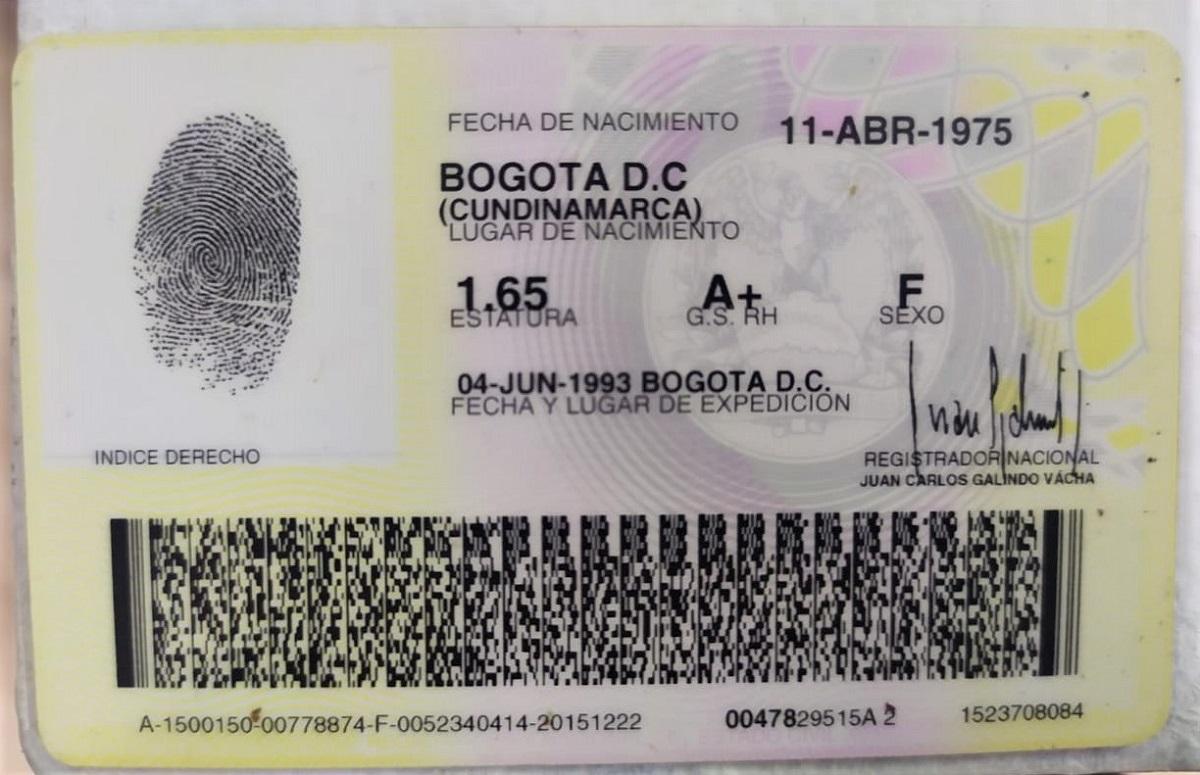 FECHA DE NACIMIENTO 11-ABR-1975
BOGOTA D.C
(CUNDINAMARCA)
LUGAR DE NACIMIENTO
1.65 A+ F
ESTATURA G.S. RH SEXO
04-JUN-1993 BOGOTA D.C.
FECHA Y LUGAR DE EXPEDICION
INDICE DERECHO
REGISTRADOR NACIONAL
JUAN CARLOS GALINDO VÁCHA
A-1500150-00778874-F-0052340414-20151222 0047829515A 2 1523708084